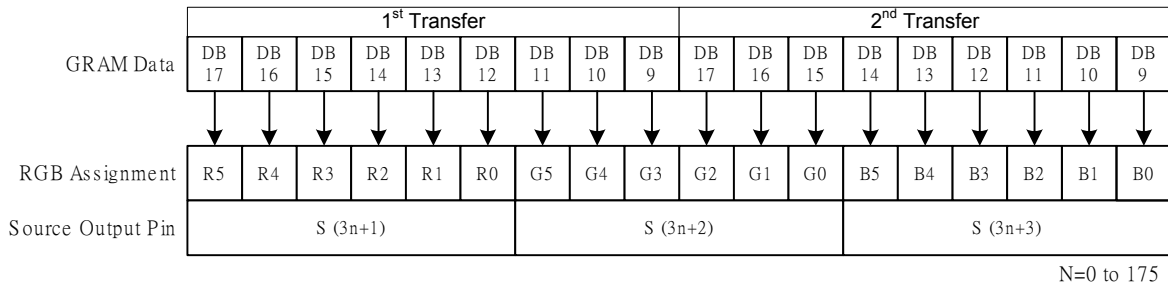 1st Transfer 2nd Transfer
GRAM Data DB 17 DB 16 DB 15 DB 14 DB 13 DB 12 DB 11 DB 10 DB 9 DB 17 DB 16 DB 15 DB 14 DB 13 DB 12 DB 11 DB 10 DB 9
RGB Assignment R5 R4 R3 R2 R1 R0 G5 G4 G3 G2 G1 G0 B5 B4 B3 B2 B1 B0
Source Output Pin S (3n+1) S (3n+2) S (3n+3)
N=0 to 175